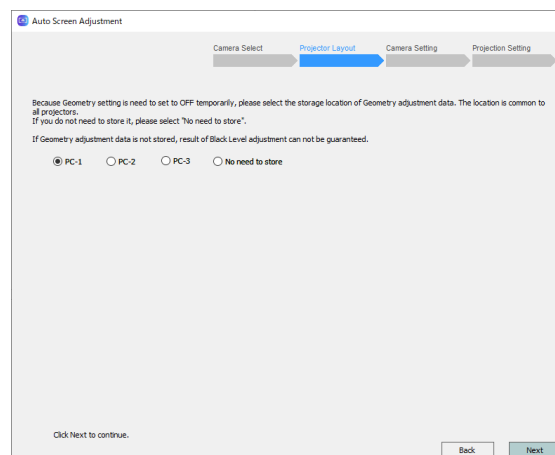 Auto Screen Adjustment
Camera Select
Projector Layout
Camera Setting
Projection Setting
Because Geometry setting is need to set to OFF temporarily, please select the storage location of Geometry adjustment data. The location is common to
all projectors.
If you do not need to store it, please select "No need to store".
If Geometry adjustment data is not stored, result of Black Level adjustment can not be guaranteed.
PC-1
PC-2
PC-3
No need to store
Click Next to continue.
Back
Next